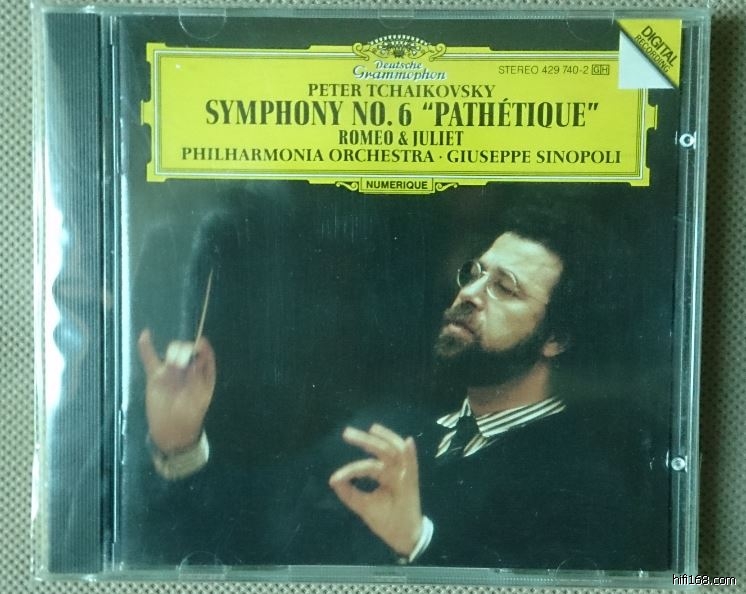 Deutsche
Grammophon
STEREO 429 740-2 GH
DIGITAL
RECORDING
PETER TCHAIKOVSKY
SYMPHONY NO. 6 “PATHÉTIQUE”
ROMEO & JULIET
PHILHARMONIA ORCHESTRA · GIUSEPPE SINOPOLI
NUMERIQUE
hifi168.com